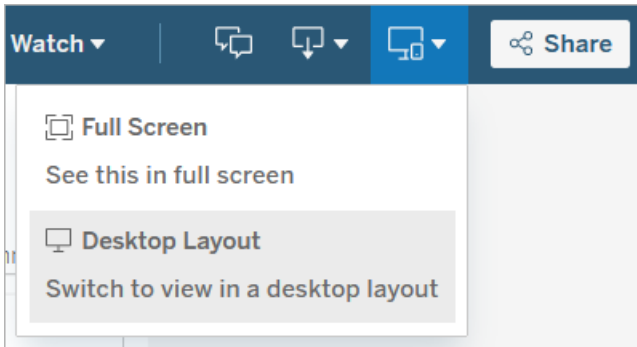 Watch
Share
Full Screen
See this in full screen
Desktop Layout
Switch to view in a desktop layout